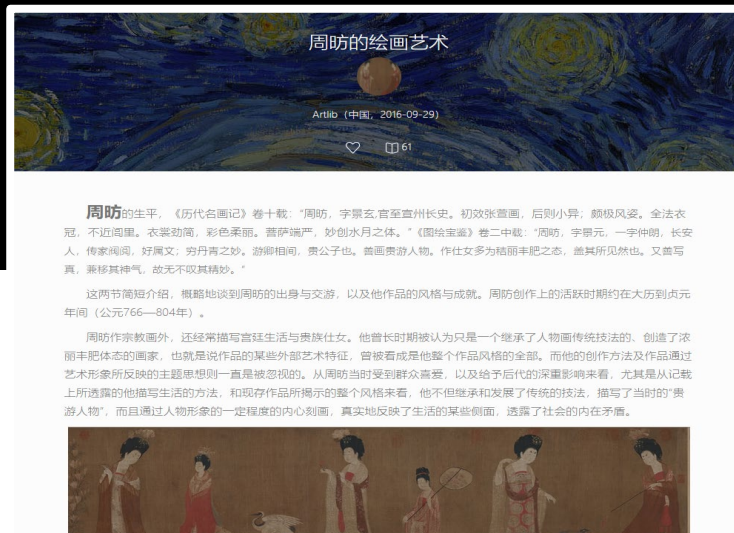 周昉的绘画艺术
Artlib（中国，2016-09-29）
61
周昉的生平，《历代名画记》卷十载：“周昉，字景玄,官至宣州长史。初效张萱画，后则小异；颇极风姿。全法衣
冠，不近闾里。衣裳劲简，彩色柔丽。菩萨端严，妙创水月之体。”《图绘宝鉴》卷二中载：“周昉，字景元，一字仲朗，长安
人，传家阀阅，好属文；穷丹青之妙。游卿相间，贵公子也。善画贵游人物。作仕女多为秾丽丰肥之态，盖其所见然也。又善写
真，兼移其神气，故无不叹其精妙。”
这两节简短介绍，概略地谈到周昉的出身与交游，以及他作品的风格与成就。周昉创作上的活跃时期约在大历到贞元
年间（公元766—804年）。
周昉作宗教画外，还经常描写宫廷生活与贵族仕女。他曾长时期被认为只是一个继承了人物画传统技法的、创造了浓
丽丰肥体态的画家，也就是说作品的某些外部艺术特征，曾被看成是他整个作品风格的全部。而他的创作方法及作品通过
艺术形象所反映的主题思想则一直是被忽视的。从周昉当时受到群众喜爱，以及给予后代的深重影响来看，尤其是从记载
上所透露的他描写生活的方法，和现存作品所揭示的整个风格来看，他不但继承和发展了传统的技法，描写了当时的“贵
游人物”，而且通过人物形象的一定程度的内心刻画，真实地反映了生活的某些侧面，透露了社会的内在矛盾。